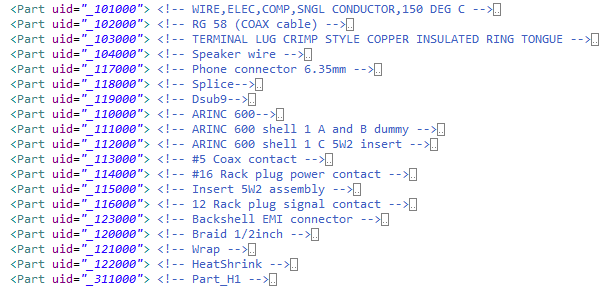 <Part uid="_101000"> <!-- WIRE,ELEC,COMP,SNGL CONDUCTOR,150 DEG C -->
<Part uid="_102000"> <!-- RG 58 (COAX cable) -->
<Part uid="_103000"> <!-- TERMINAL LUG CRIMP STYLE COPPER INSULATED RING TONGUE -->
<Part uid="_104000"> <!-- Speaker wire -->
<Part uid="_117000"> <!-- Phone connector 6.35mm -->
<Part uid="_118000"> <!-- Splice-->
<Part uid="_119000"> <!-- Dsub9-->
<Part uid="_110000"> <!-- ARINC 600-->
<Part uid="_111000"> <!-- ARINC 600 shell 1 A and B dummy -->
<Part uid="_112000"> <!-- ARINC 600 shell 1 C 5W2 insert -->
<Part uid="_113000"> <!-- #5 Coax contact -->
<Part uid="_114000"> <!-- #16 Rack plug power contact -->
<Part uid="_115000"> <!-- Insert 5W2 assembly -->
<Part uid="_116000"> <!-- 12 Rack plug signal contact -->
<Part uid="_123000"> <!-- Backshell EMI connector -->
<Part uid="_120000"> <!-- Braid 1/2inch -->
<Part uid="_121000"> <!-- Wrap -->
<Part uid="_122000"> <!-- HeatShrink -->
<Part uid="_311000"> <!-- Part_H1 -->